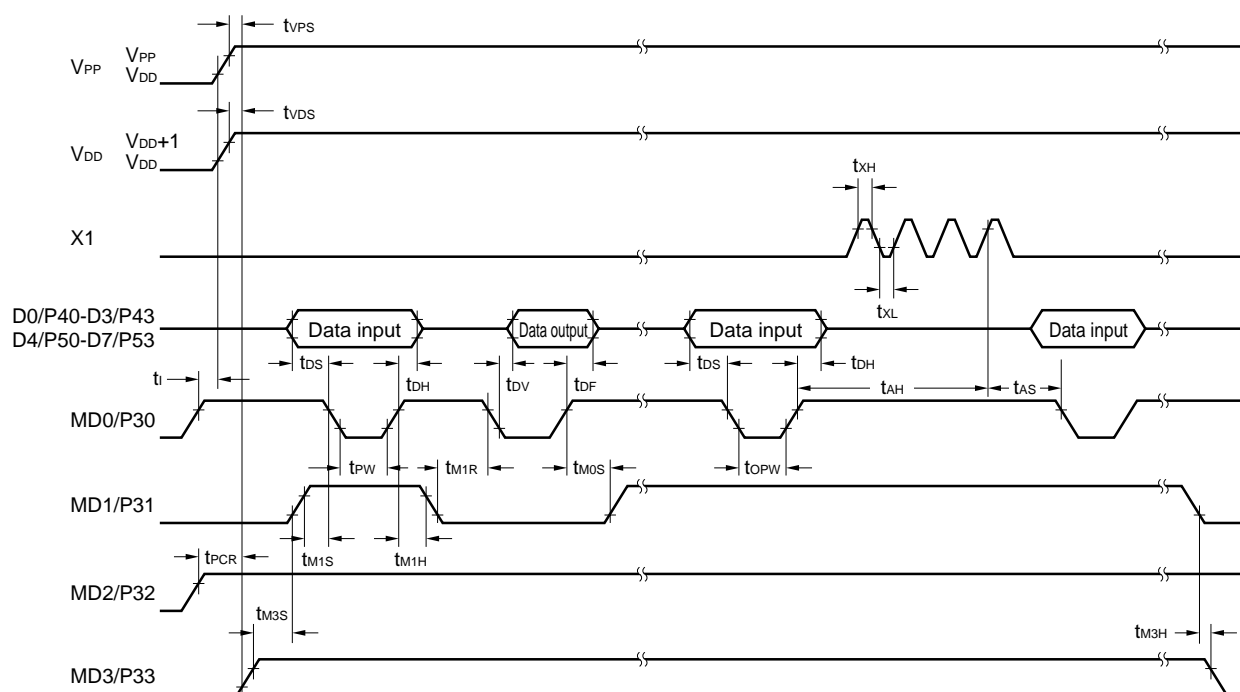 tVPS
VPP
VPP
VDD
tVDS
VDD
VDD+1
VDD
tXH
X1
tXL
D0/P40-D3/P43
D4/P50-D7/P53
Data input
Data output
Data input
Data input
tI
tDS
tDH
tDV
tDF
tDS
tDH
tAH
tAS
MD0/P30
tPW
tM1R
tM0S
tOPW
MD1/P31
tPCR
tM1S
tM1H
MD2/P32
tM3S
tM3H
MD3/P33